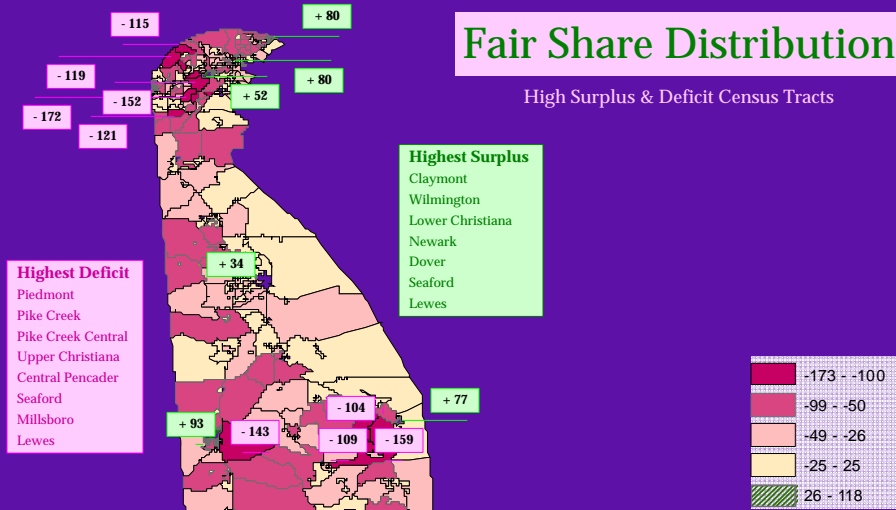 Fair Share Distribution
High Surplus & Deficit Census Tracts
- 115
+ 80
- 119
+ 80
- 152
+ 52
- 172
- 121
Highest Surplus
Claymont
Wilmington
Lower Christiana
Newark
Dover
Seaford
Lewes
+ 34
Highest Deficit
Piedmont
Pike Creek
Pike Creek Central
Upper Christiana
Central Pencader
Seaford
Millsboro
Lewes
- 104
+ 77
+ 93
- 143
- 109
- 159
-173 - -100
-99 - -50
-49 - -26
-25 - 25
26 - 118